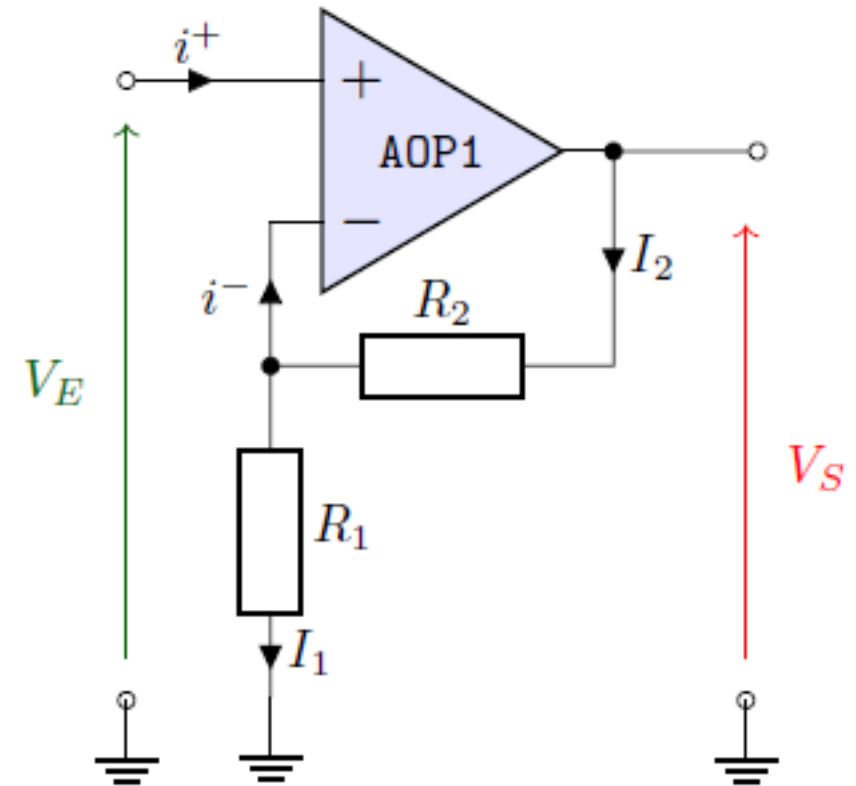 i⁺
+
AOP1
−
I₂
i⁻
R₂
V_E
V_S
R₁
I₁